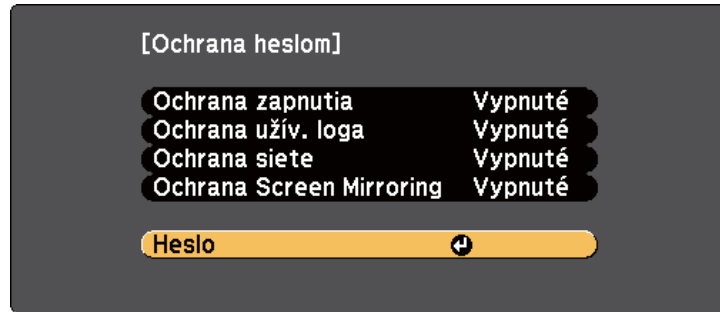 [Ochrana heslom]
Ochrana zapnutia Vypnuté
Ochrana užív. loga Vypnuté
Ochrana siete Vypnuté
Ochrana Screen Mirroring Vypnuté
Heslo